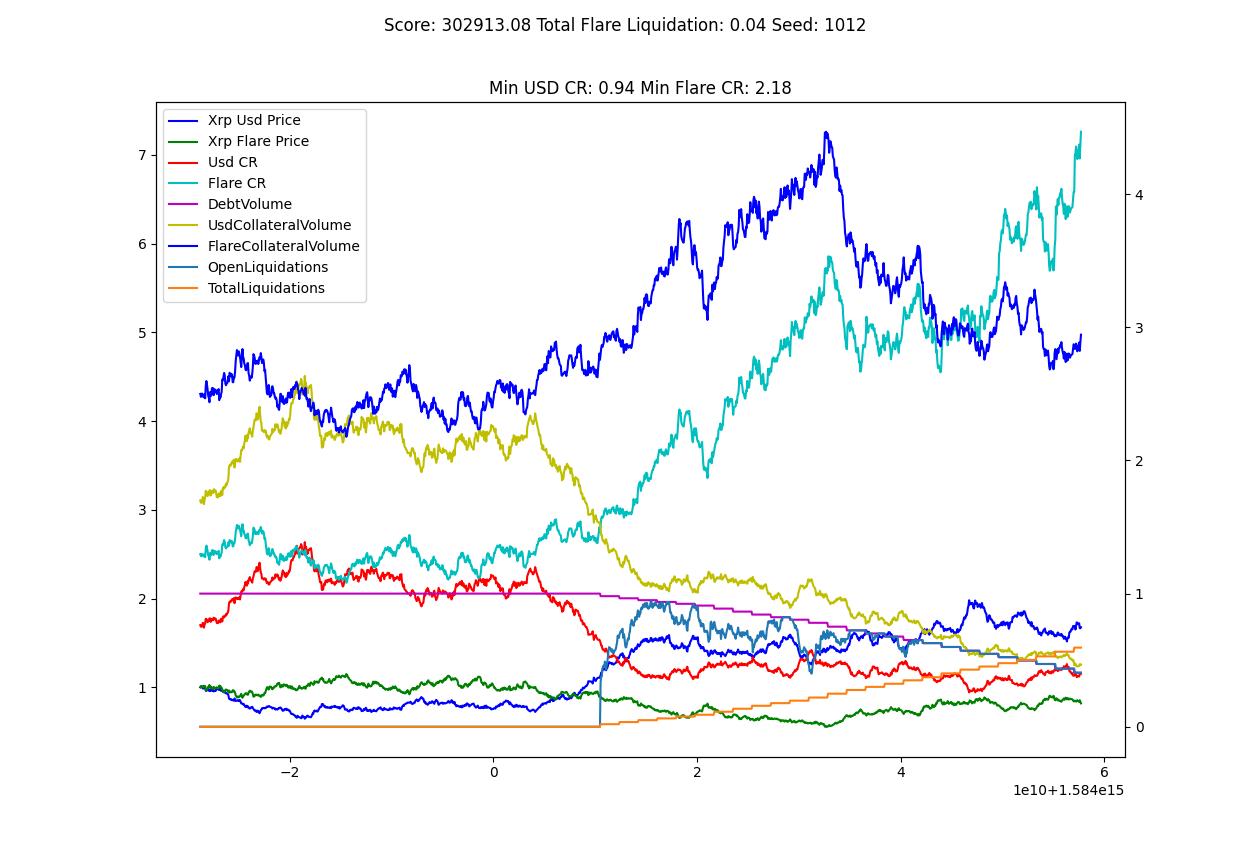 Score: 302913.08 Total Flare Liquidation: 0.04 Seed: 1012
Min USD CR: 0.94 Min Flare CR: 2.18
Xrp Usd Price
Xrp Flare Price
Usd CR
Flare CR
DebtVolume
UsdCollateralVolume
FlareCollateralVolume
OpenLiquidations
TotalLiquidations
7
6
5
4
3
2
1
4
3
2
1
0
−2
0
2
4
6
1e10+1.584e15